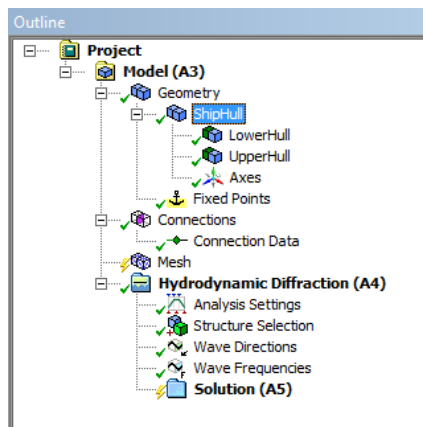 Outline
Project
Model (A3)
Geometry
ShipHull
LowerHull
UpperHull
Axes
Fixed Points
Connections
Connection Data
Mesh
Hydrodynamic Diffraction (A4)
Analysis Settings
Structure Selection
Wave Directions
Wave Frequencies
Solution (A5)